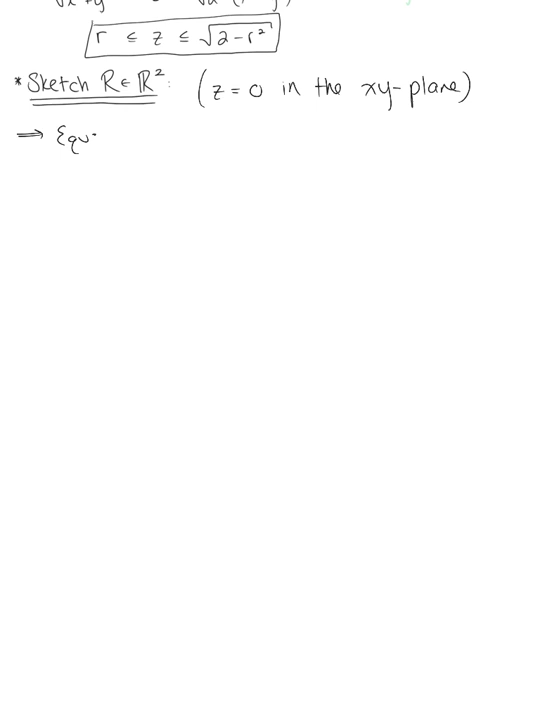 r ≤ z ≤ √2-r²
* Sketch R∈ℝ²: (z=0 in the xy-plane)
⟹ Equ